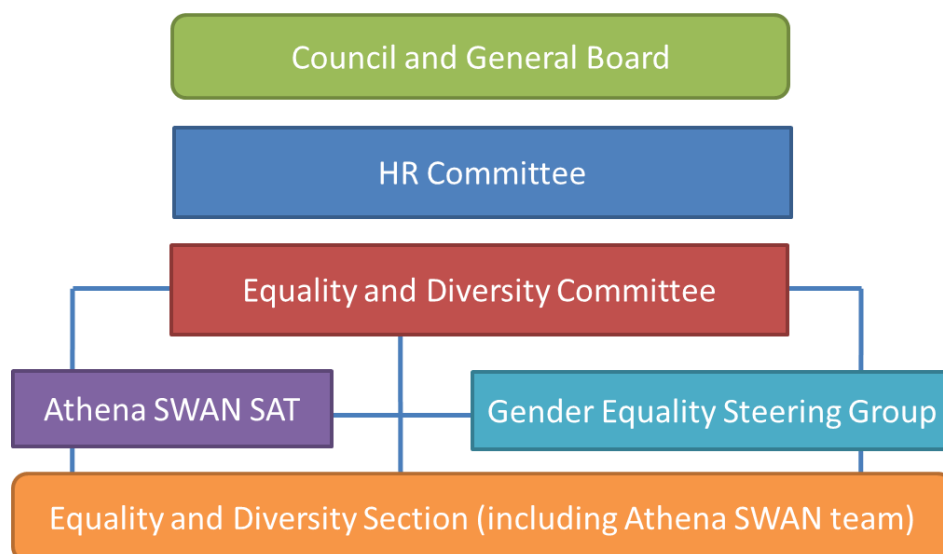 Council and General Board
HR Committee
Equality and Diversity Committee
Athena SWAN SAT
Gender Equality Steering Group
Equality and Diversity Section (including Athena SWAN team)